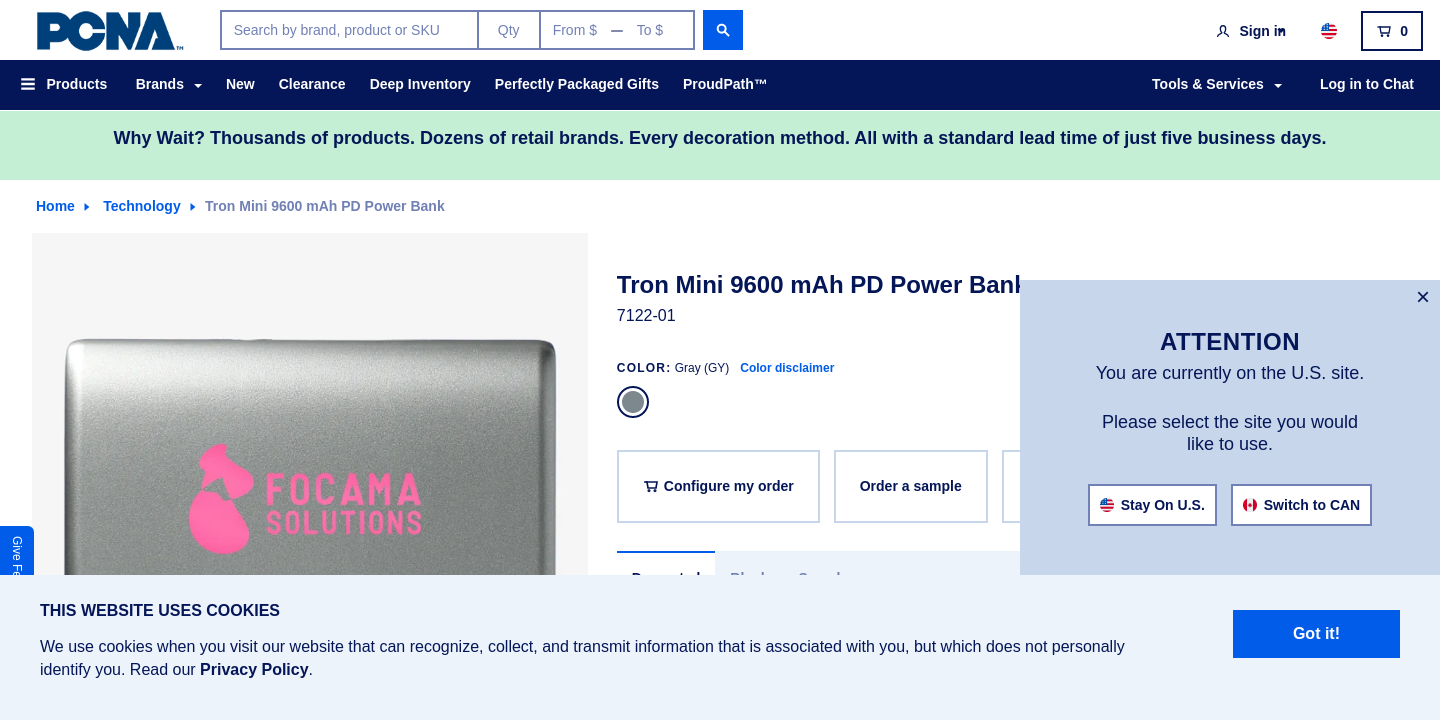 PCNA™
Search by brand, product or SKU
Qty
From $ — To $
Sign in
0
Products
Brands
New
Clearance
Deep Inventory
Perfectly Packaged Gifts
ProudPath™
Tools & Services
Log in to Chat
Why Wait? Thousands of products. Dozens of retail brands. Every decoration method. All with a standard lead time of just five business days.
Home
Technology
Tron Mini 9600 mAh PD Power Bank
Tron Mini 9600 mAh PD Power Bank
7122-01
COLOR: Gray (GY) Color disclaimer
Configure my order
Order a sample
FOCAMA
SOLUTIONS
×
ATTENTION
You are currently on the U.S. site.
Please select the site you would
like to use.
Stay On U.S.
Switch to CAN
Give
THIS WEBSITE USES COOKIES
We use cookies when you visit our website that can recognize, collect, and transmit information that is associated with you, but which does not personally
identify you. Read our Privacy Policy.
Got it!